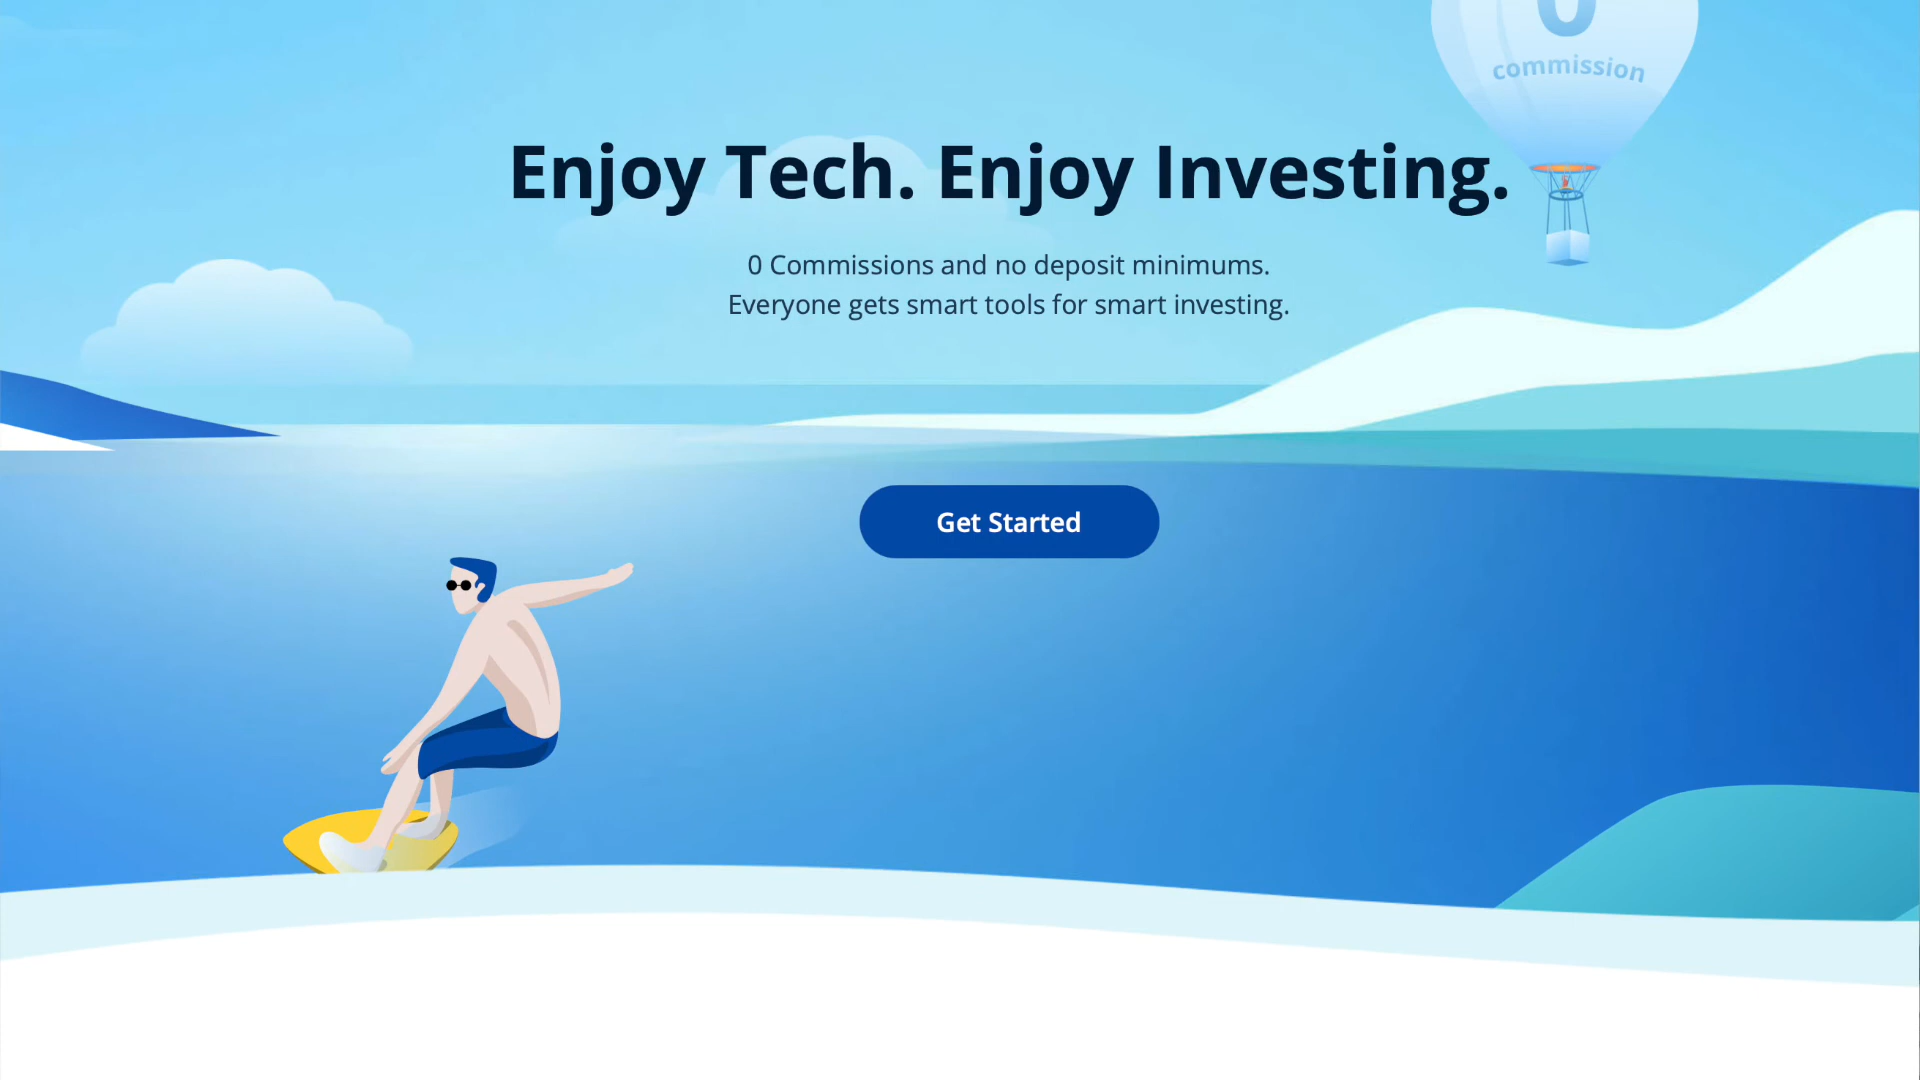 0
commission
Enjoy Tech. Enjoy Investing.
0 Commissions and no deposit minimums.
Everyone gets smart tools for smart investing.
Get Started